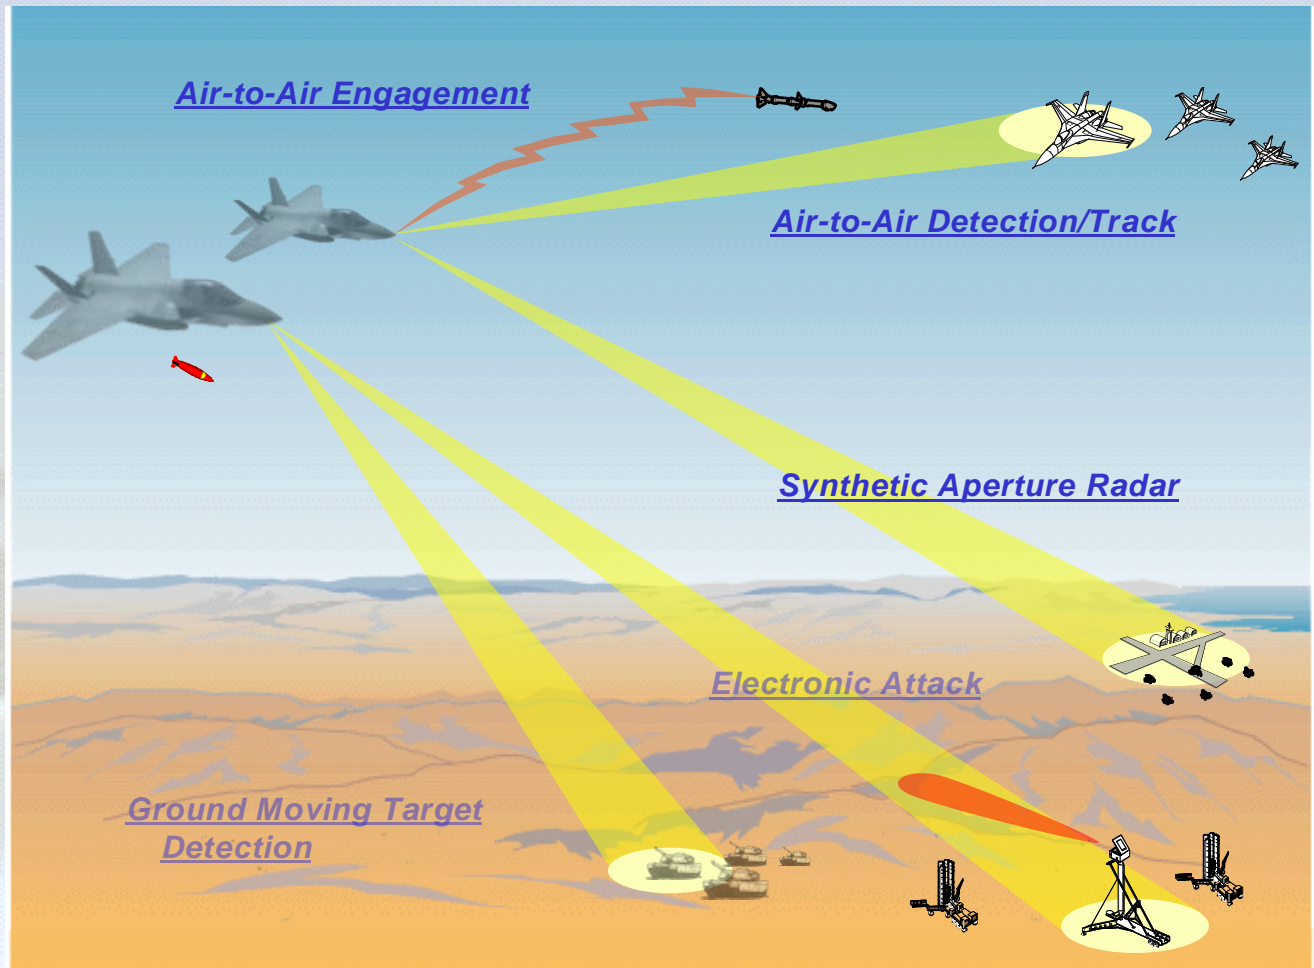 Air-to-Air Engagement
Air-to-Air Detection/Track
Synthetic Aperture Radar
Electronic Attack
Ground Moving Target
Detection